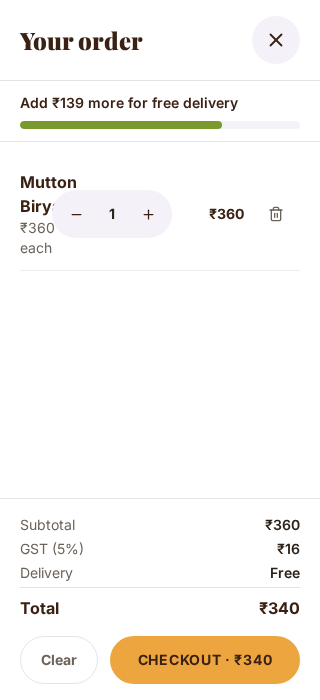 Your order
Add ₹139 more for free delivery
Mutton
Birya
₹360
each
− 1 +
₹360
Subtotal ₹360
GST (5%) ₹16
Delivery Free
Total ₹340
Clear
CHECKOUT · ₹340